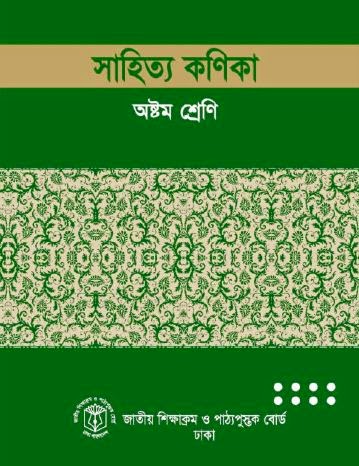 সাহিত্য কণিকা
অষ্টম শ্রেণি
জাতীয় শিক্ষাক্রম ও পাঠ্যপুস্তক বোর্ড
ঢাকা